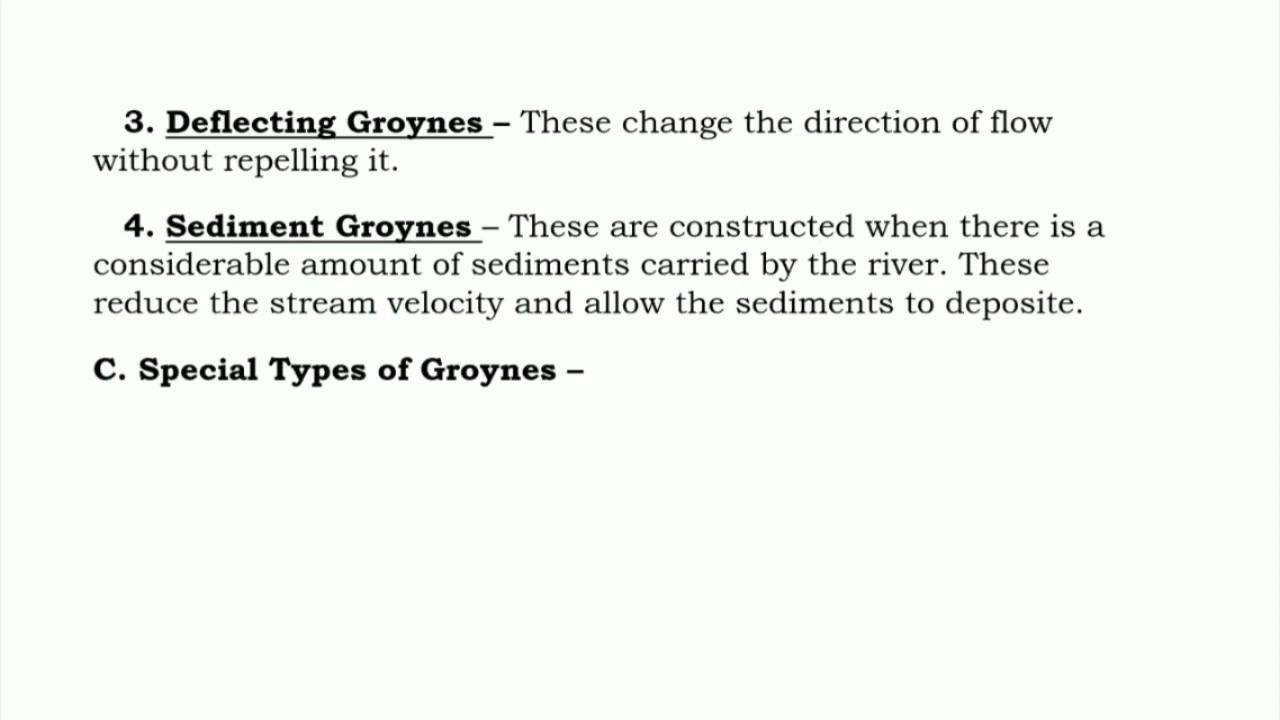 3. Deflecting Groynes – These change the direction of flow
without repelling it.
4. Sediment Groynes – These are constructed when there is a
considerable amount of sediments carried by the river. These
reduce the stream velocity and allow the sediments to deposite.
C. Special Types of Groynes –